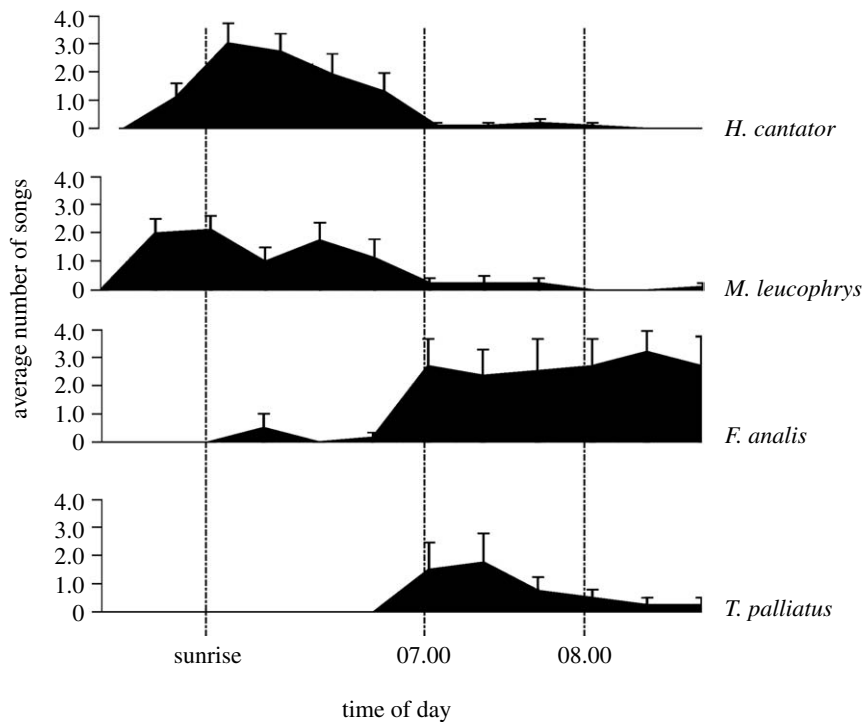 4.0
3.0
2.0
1.0
0
H. cantator
4.0
3.0
2.0
1.0
0
M. leucophrys
4.0
3.0
2.0
1.0
0
F. analis
4.0
3.0
2.0
1.0
0
T. palliatus
average number of songs
sunrise 07.00 08.00
time of day